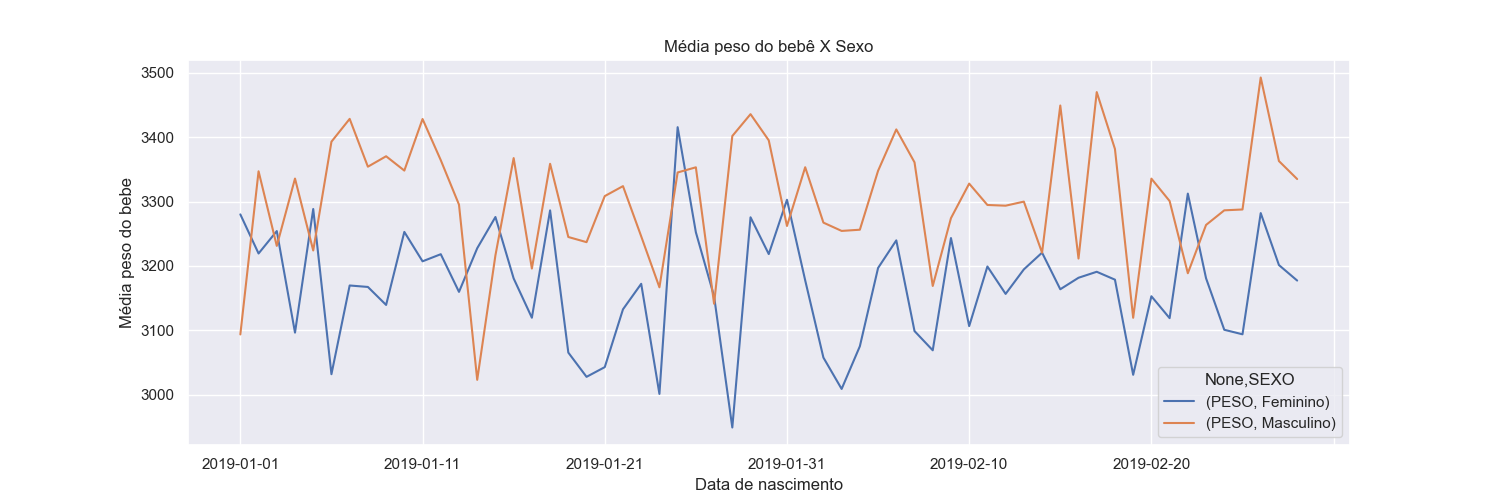 Média peso do bebê X Sexo
3500
3400
3300
3200
3100
3000
Média peso do bebe
2019-01-01 2019-01-11 2019-01-21 2019-01-31 2019-02-10 2019-02-20
Data de nascimento
None,SEXO
(PESO, Feminino)
(PESO, Masculino)